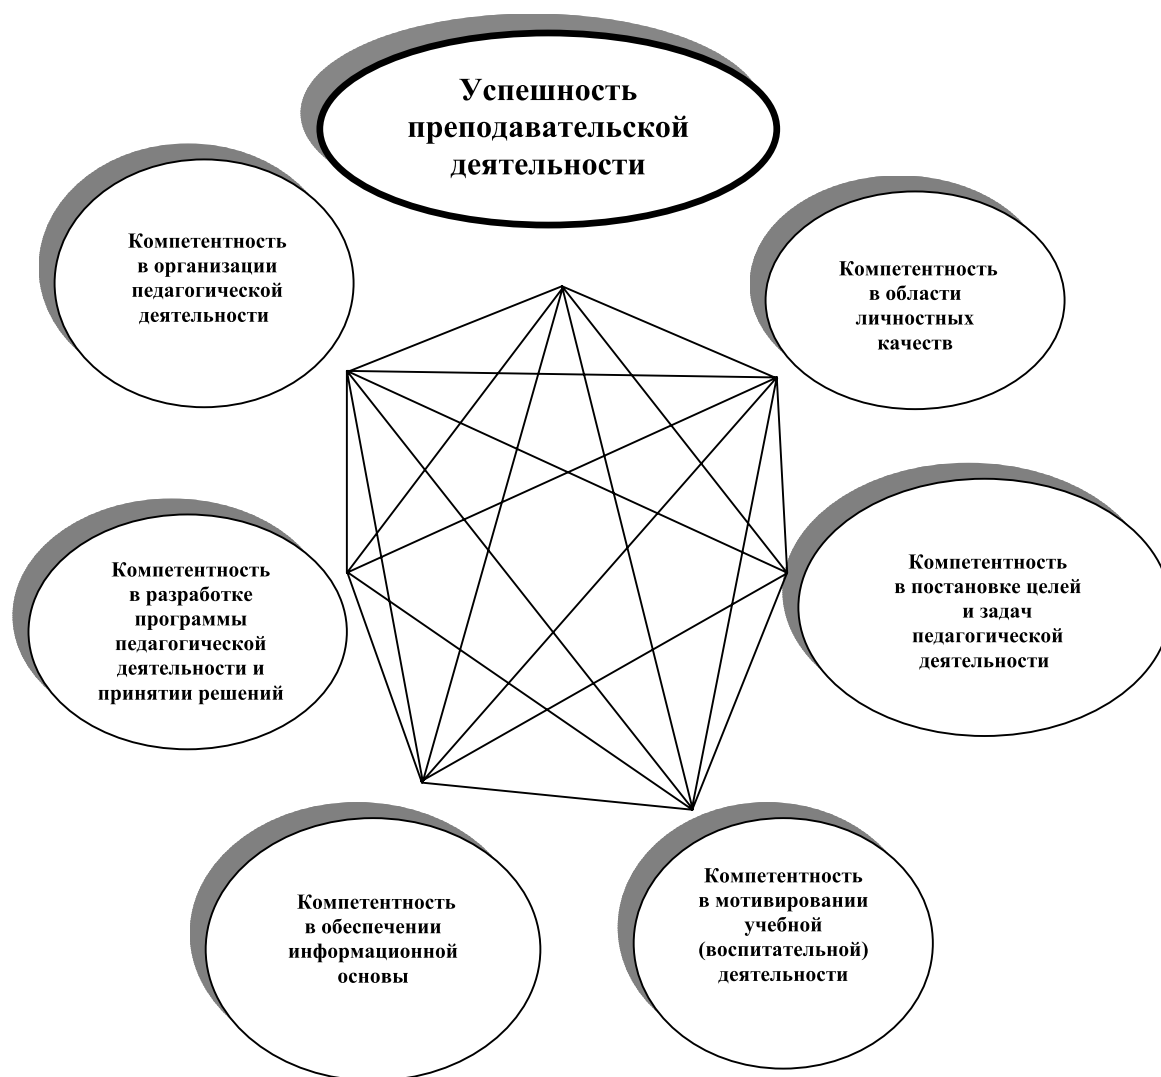 Успешность
преподавательской
деятельности
Компетентность
в организации
педагогической
деятельности
Компетентность
в области
личностных
качеств
Компетентность
в разработке
программы
педагогической
деятельности и
принятии решений
Компетентность
в постановке целей
и задач
педагогической
деятельности
Компетентность
в обеспечении
информационной
основы
Компетентность
в мотивировании
учебной
(воспитательной)
деятельности